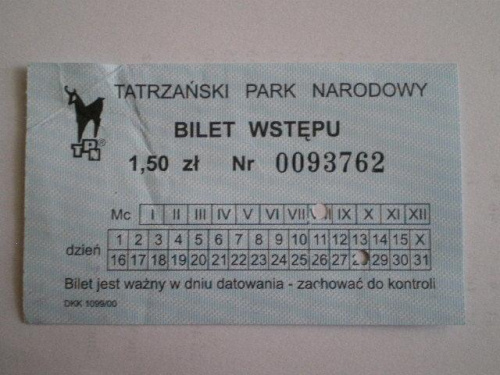 TATRZAŃSKI PARK NARODOWY
TPN®
BILET WSTĘPU
1,50 zł Nr 0093762
Mc I II III IV V VI VII IX X XI XII
dzień
1 2 3 4 5 6 7 8 9 10 11 12 13 14 15 X
16 17 18 19 20 21 22 23 24 25 26 27 29 30 31
Bilet jest ważny w dniu datowania - zachować do kontroli
DKK 1099/00